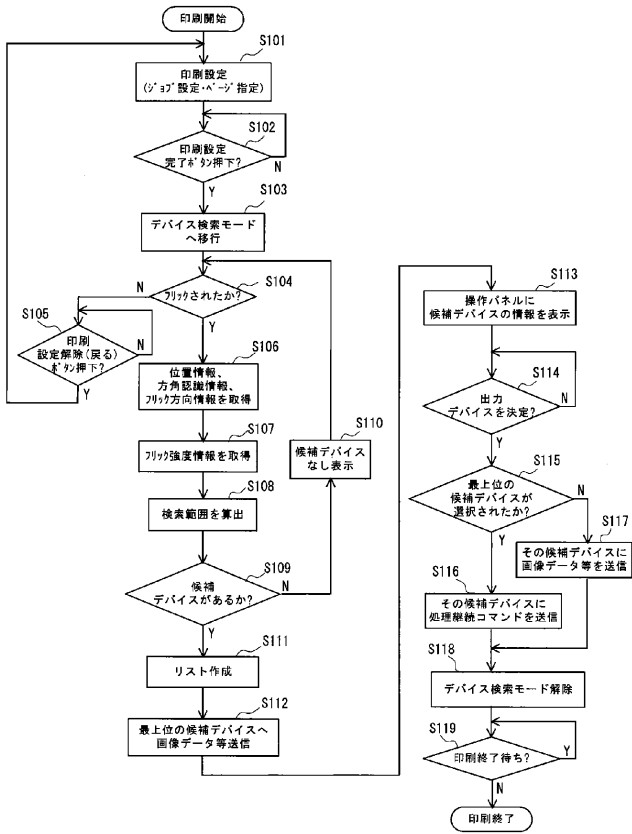 印刷開始
S101
印刷設定
(ｼﾞｮﾌﾞ設定･ﾍﾟｰｼﾞ指定)
S102
印刷設定
完了ﾎﾞﾀﾝ押下?
N
Y
S103
デバイス検索モード
へ移行
S104
ﾌﾘｯｸされたか?
N
Y
S105
印刷
設定解除(戻る)
ﾎﾞﾀﾝ押下?
N
Y
S106
位置情報、
方角認識情報、
ﾌﾘｯｸ方向情報を取得
S107
ﾌﾘｯｸ強度情報を取得
S108
検索範囲を算出
S109
候補
デバイスがあるか?
N
Y
S110
候補デバイス
なし表示
S111
リスト作成
S112
最上位の候補デバイスへ
画像データ等送信
S113
操作パネルに
候補デバイスの情報を表示
S114
出力
デバイスを決定?
N
Y
S115
最上位の
候補デバイスが
選択されたか?
N
Y
S117
その候補デバイスに
画像データ等を送信
S116
その候補デバイスに
処理継続コマンドを送信
S118
デバイス検索モード解除
S119
印刷終了待ち?
Y
N
印刷終了